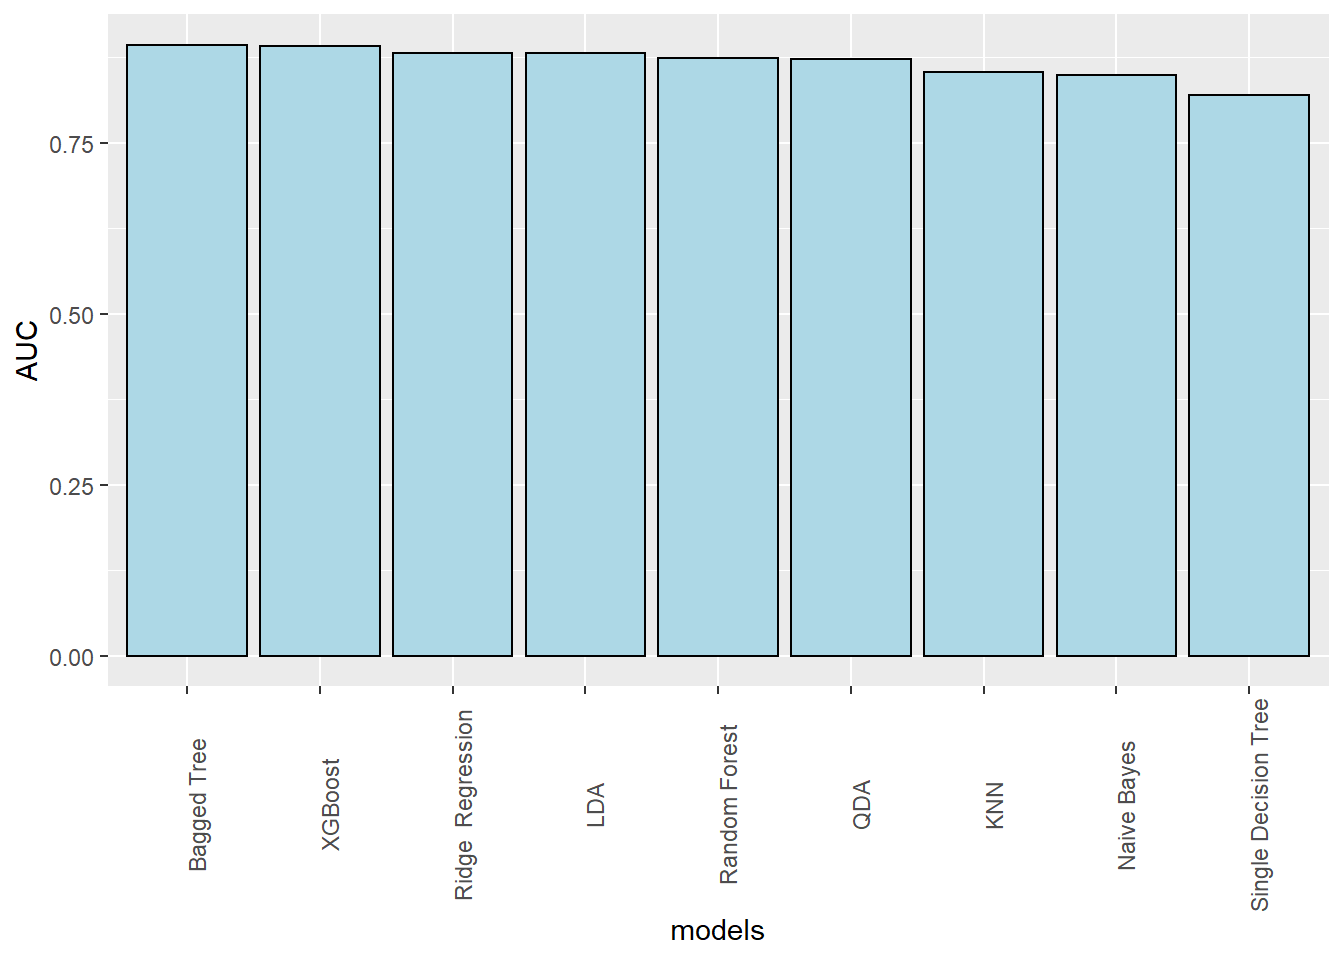 AUC
0.75
0.50
0.25
0.00
Bagged Tree
XGBoost
Ridge Regression
LDA
Random Forest
QDA
KNN
Naive Bayes
Single Decision Tree
models